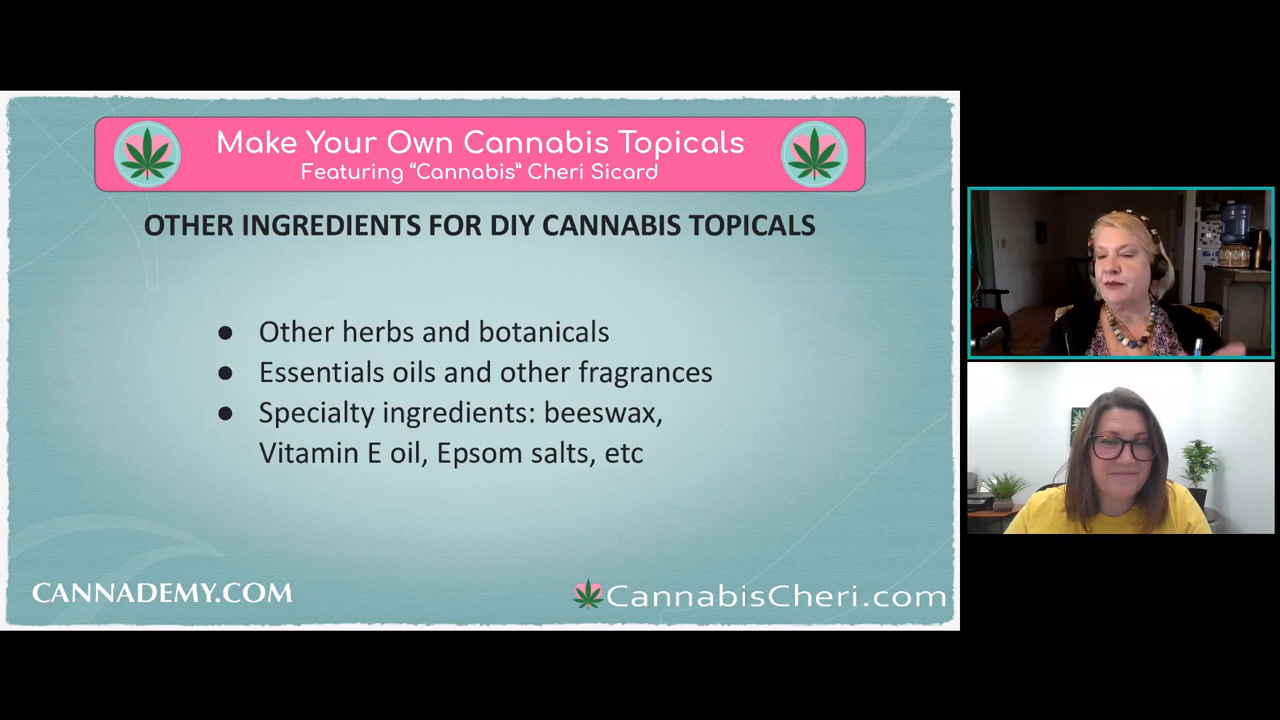 Make Your Own Cannabis Topicals
Featuring “Cannabis” Cheri Sicard
OTHER INGREDIENTS FOR DIY CANNABIS TOPICALS
● Other herbs and botanicals
● Essentials oils and other fragrances
● Specialty ingredients: beeswax,
Vitamin E oil, Epsom salts, etc
CANNADEMY.COM
CannabisCheri.com